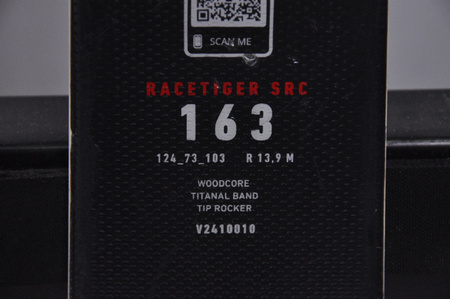 SCAN ME
RACETIGER SRC
163
124_73_103 R 13,9 M
WOODCORE
TITANAL BAND
TIP ROCKER
V2410010